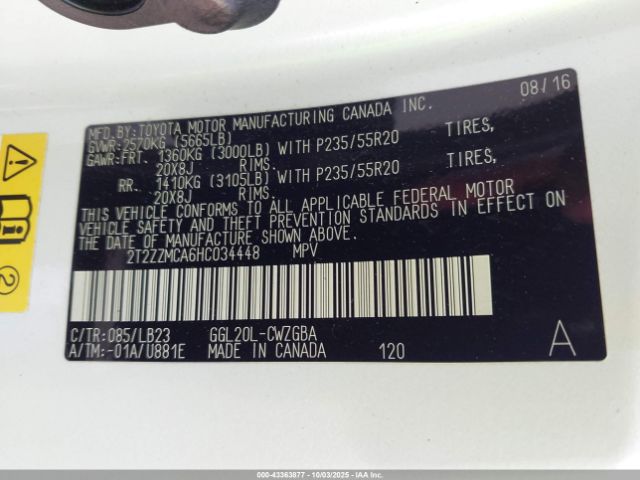 08/16
MFD.BY: TOYOTA MOTOR MANUFACTURING CANADA INC.
GVWR: 2570KG (5665LB)
GAWR: FRT. 1360KG (3000LB) WITH P235/55R20 TIRES,
20X8J RIMS.
RR. 1410KG (3105LB) WITH P235/55R20 TIRES,
20X8J RIMS.
THIS VEHICLE CONFORMS TO ALL APPLICABLE FEDERAL MOTOR
VEHICLE SAFETY AND THEFT PREVENTION STANDARDS IN EFFECT ON
THE DATE OF MANUFACTURE SHOWN ABOVE.
2T2ZZMCA6HC034448 MPV
C/TR: 085/LB23 GGL20L-CWZGBA
A/TM: -01A/U881E MADE IN CANADA 120 A
2
000-43363877 - 10/03/2025 - IAAI.CA